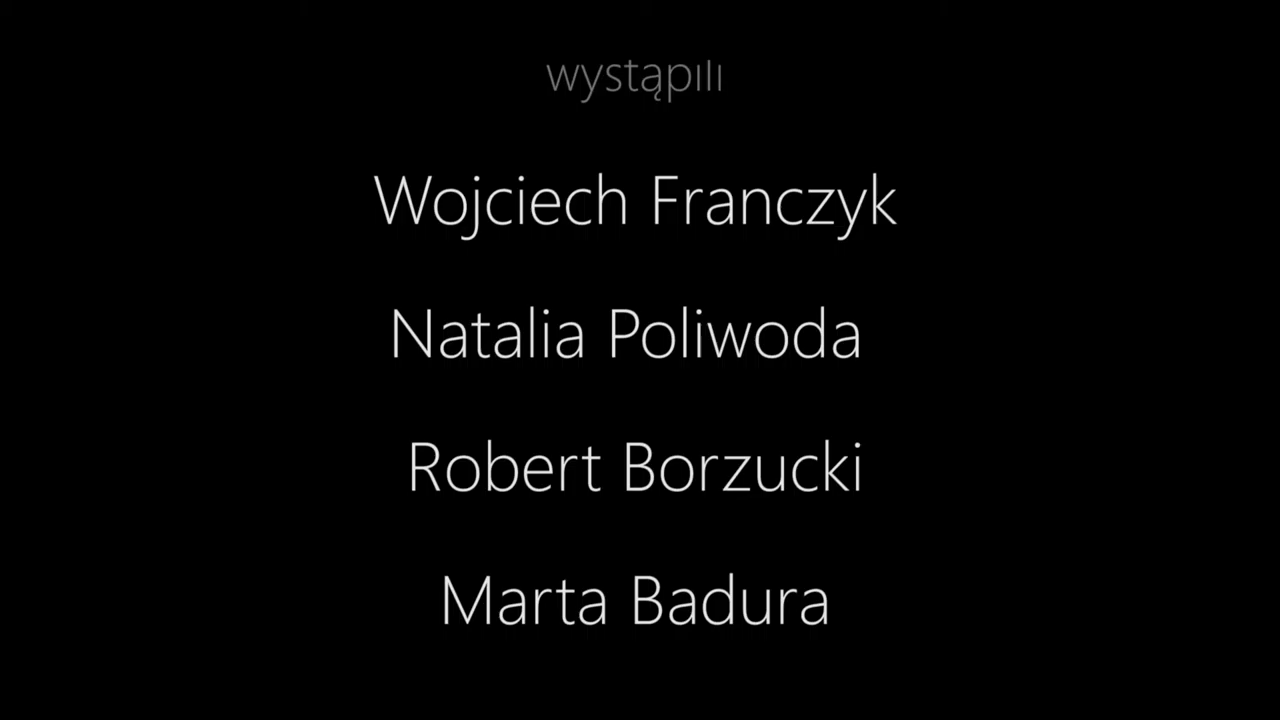 wystąpili
Wojciech Franczyk
Natalia Poliwoda
Robert Borzucki
Marta Badura